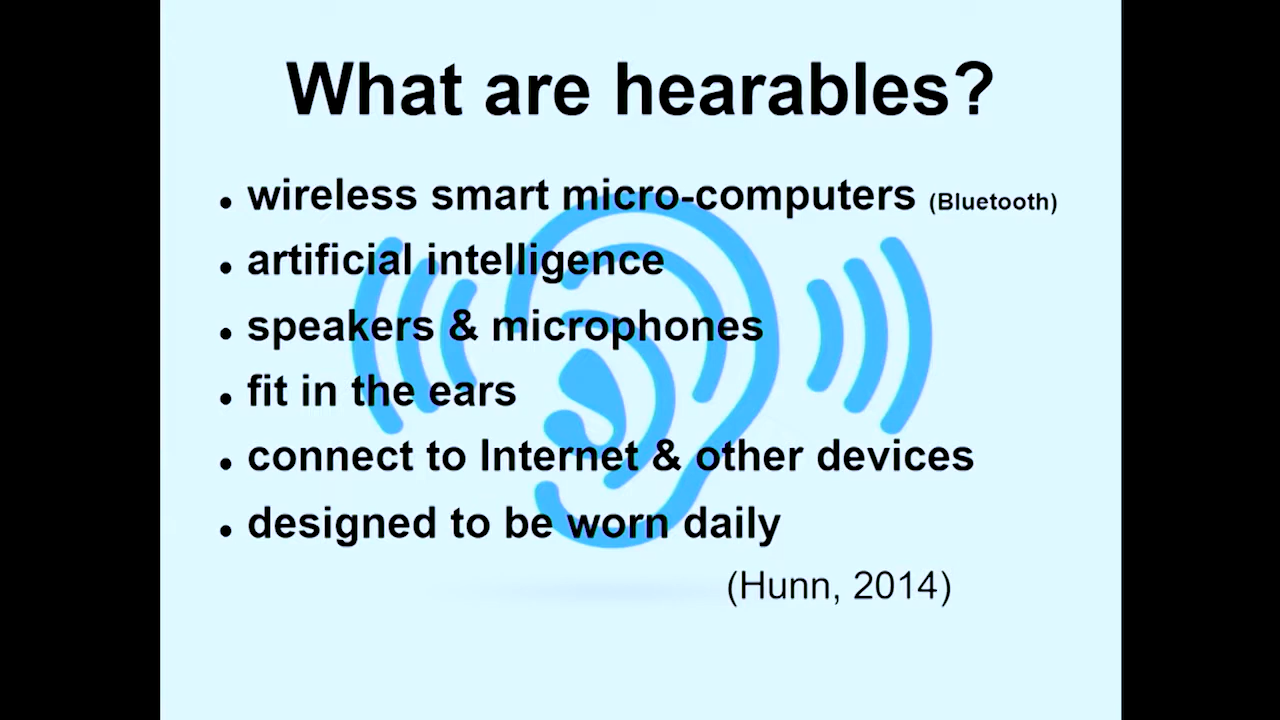 What are hearables?
• wireless smart micro-computers (Bluetooth)
• artificial intelligence
• speakers & microphones
• fit in the ears
• connect to Internet & other devices
• designed to be worn daily
(Hunn, 2014)